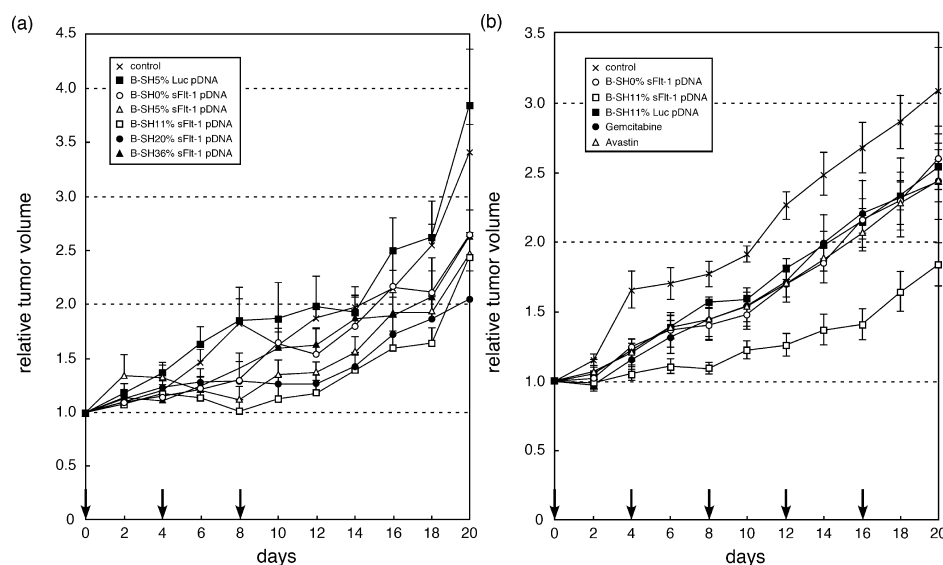 (a)
4.5
4.0
3.5
3.0
2.5
2.0
1.5
1.0
0.5
0
relative tumor volume
control
B-SH5% Luc pDNA
B-SH0% sFlt-1 pDNA
B-SH5% sFlt-1 pDNA
B-SH11% sFlt-1 pDNA
B-SH20% sFlt-1 pDNA
B-SH36% sFlt-1 pDNA
0 2 4 6 8 10 12 14 16 18 20
days
(b)
3.5
3.0
2.5
2.0
1.5
1.0
0.5
0
relative tumor volume
control
B-SH0% sFlt-1 pDNA
B-SH11% sFlt-1 pDNA
B-SH11% Luc pDNA
Gemcitabine
Avastin
0 2 4 6 8 10 12 14 16 18 20
days